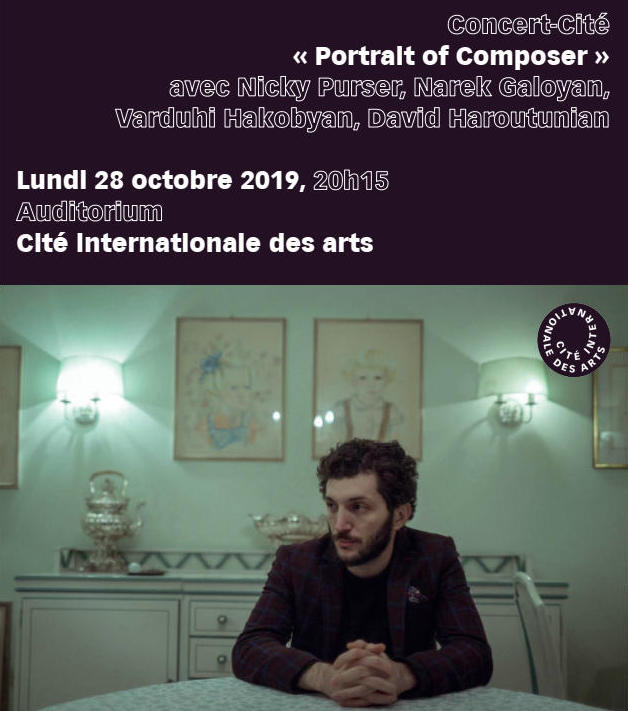 Concert-Cité
« Portrait of Composer »
avec Nicky Purser, Narek Galoyan,
Varduhi Hakobyan, David Haroutunian
Lundi 28 octobre 2019, 20h15
Auditorium
Cité internationale des arts
CITÉ INTERNATIONALE DES ARTS